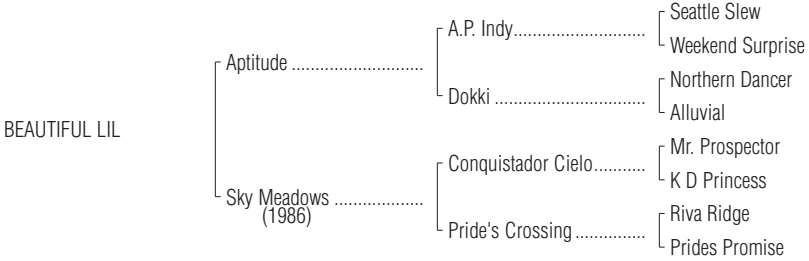 Seattle Slew
A.P. Indy..............................
Weekend Surprise
Aptitude ..............................
Northern Dancer
Dokki ..................................
Alluvial
BEAUTIFUL LIL
Mr. Prospector
Conquistador Cielo...........
K D Princess
Sky Meadows ....................
(1986)
Riva Ridge
Pride's Crossing ................
Prides Promise